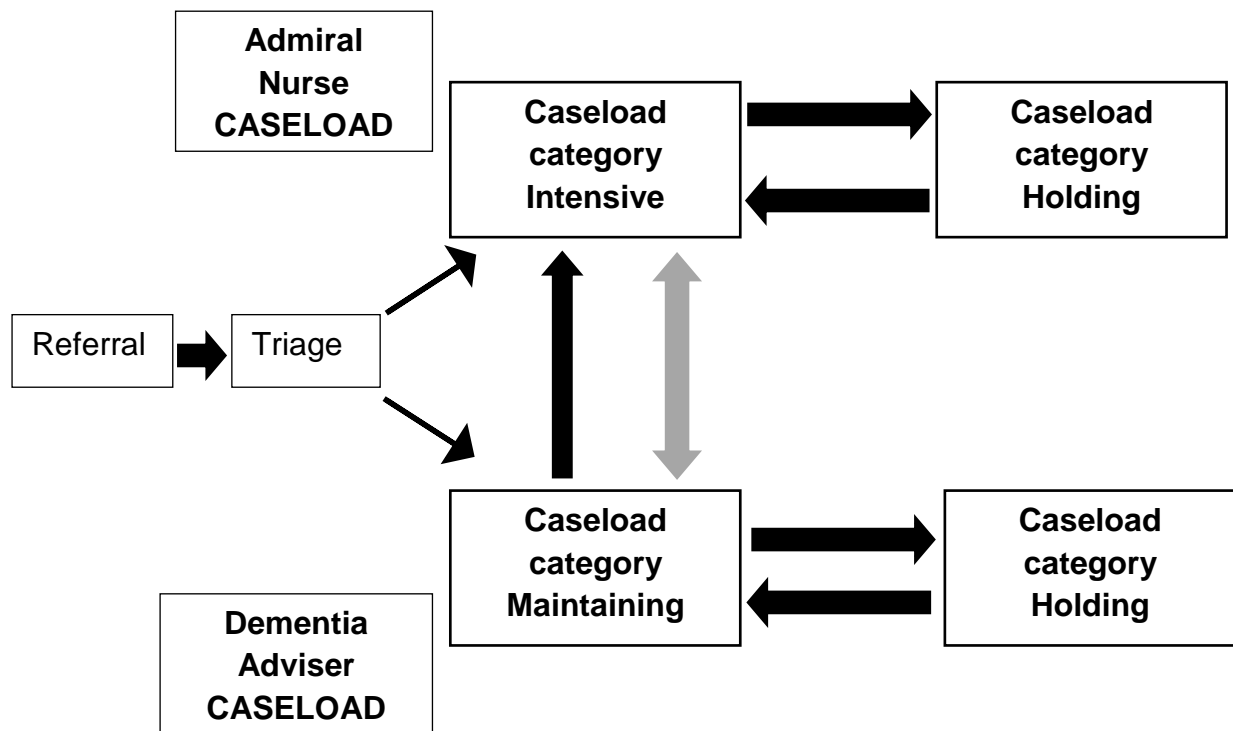 Admiral
Nurse
CASELOAD
Caseload
category
Intensive
Caseload
category
Holding
Referral
Triage
Caseload
category
Maintaining
Caseload
category
Holding
Dementia
Adviser
CASELOAD